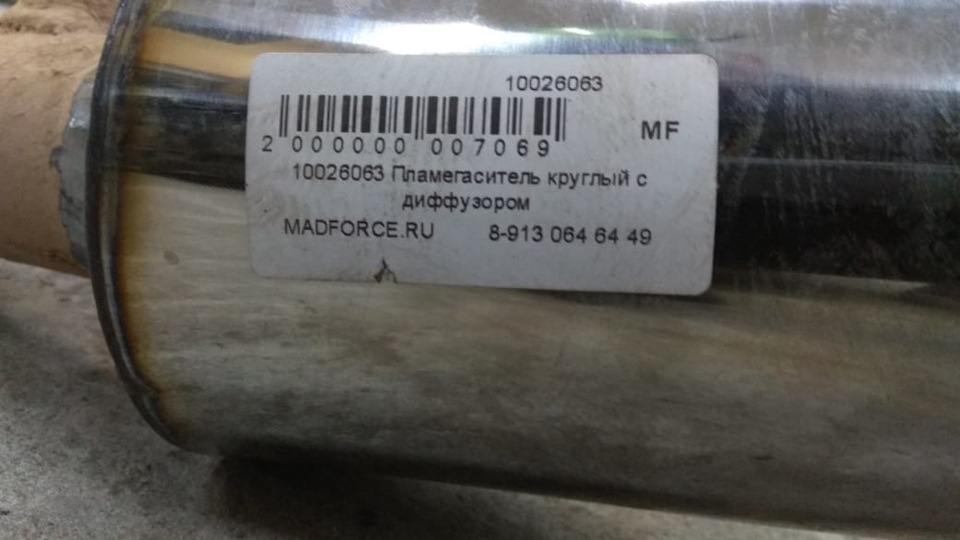 10026063
MF
2 000000 007069
10026063 Пламегаситель круглый с
диффузором
MADFORCE.RU 8-913 064 64 49